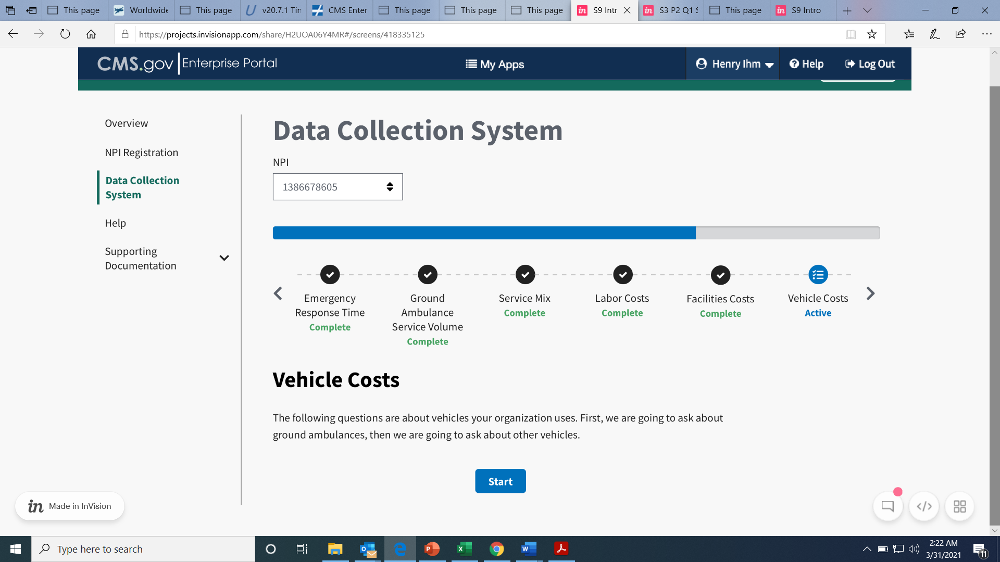 This page
Worldwide
This page
v20.7.1 Tin
CMS Enter
This page
This page
This page
S9 Intr
S3 P2 Q1 S
This page
S9 Intro
https://projects.invisionapp.com/share/H2UOA06Y4MR#/screens/418335125
CMS.gov Enterprise Portal
My Apps
Henry Ihm
Help
Log Out
Overview
NPI Registration
Data Collection
System
Help
Supporting
Documentation
Data Collection System
NPI
1386678605
Emergency
Response Time
Complete
Ground
Ambulance
Service Volume
Complete
Service Mix
Complete
Labor Costs
Complete
Facilities Costs
Complete
Vehicle Costs
Active
Vehicle Costs
The following questions are about vehicles your organization uses. First, we are going to ask about
ground ambulances, then we are going to ask about other vehicles.
Start
in Made in InVision
Type here to search
2:22 AM
3/31/2021
11